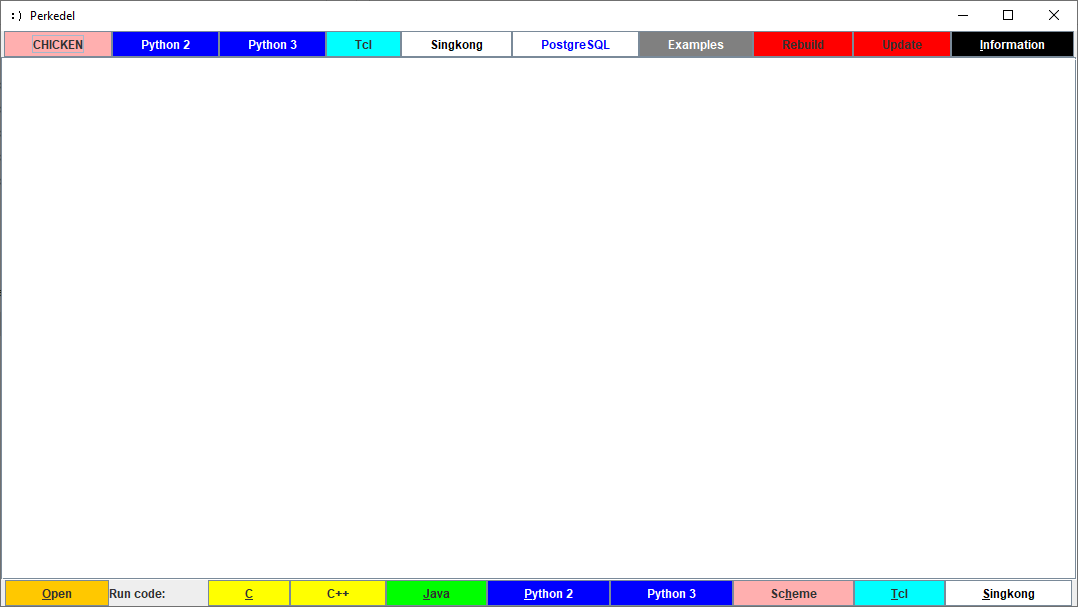 :) Perkedel
CHICKEN Python 2 Python 3 Tcl Singkong PostgreSQL Examples Rebuild Update Information
Open Run code: C C++ Java Python 2 Python 3 Scheme Tcl Singkong